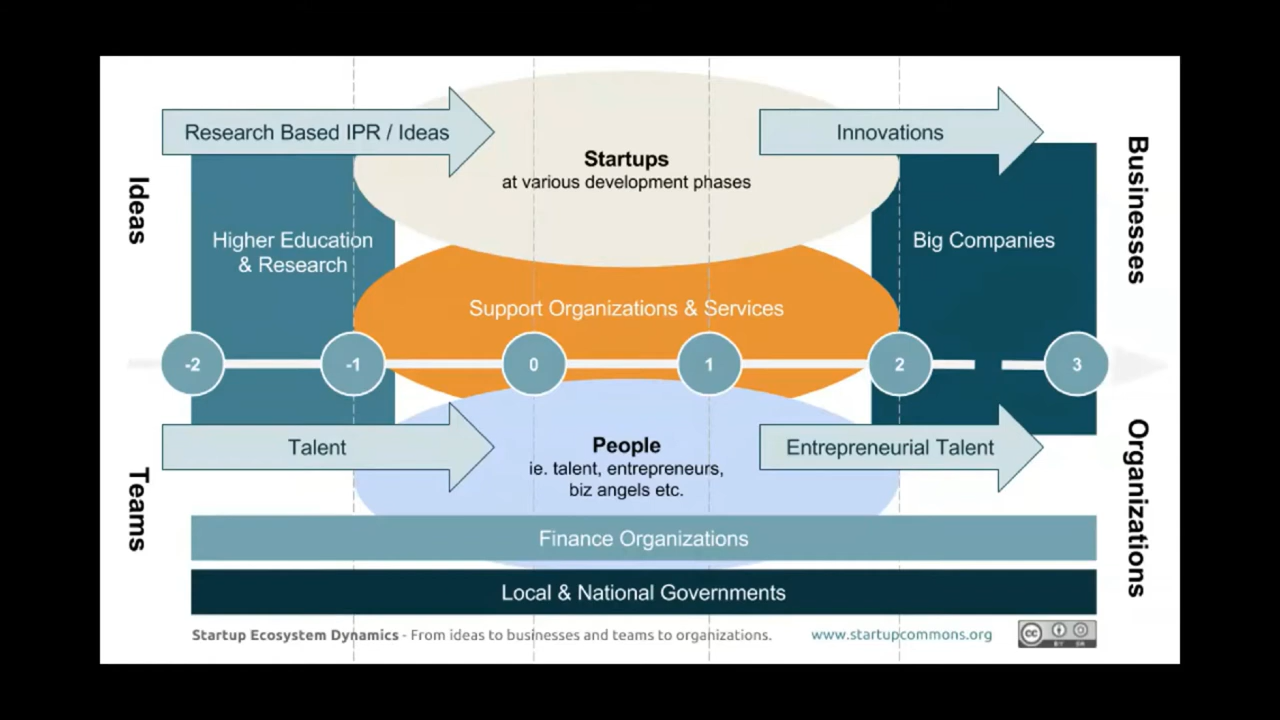 Research Based IPR / Ideas
Innovations
Startups
at various development phases
Ideas
Businesses
Higher Education
& Research
Big Companies
Support Organizations & Services
-2
-1
0
1
2
3
Talent
People
ie. talent, entrepreneurs,
biz angels etc.
Entrepreneurial Talent
Teams
Organizations
Finance Organizations
Local & National Governments
Startup Ecosystem Dynamics - From ideas to businesses and teams to organizations.
www.startupcommons.org
cc
BY